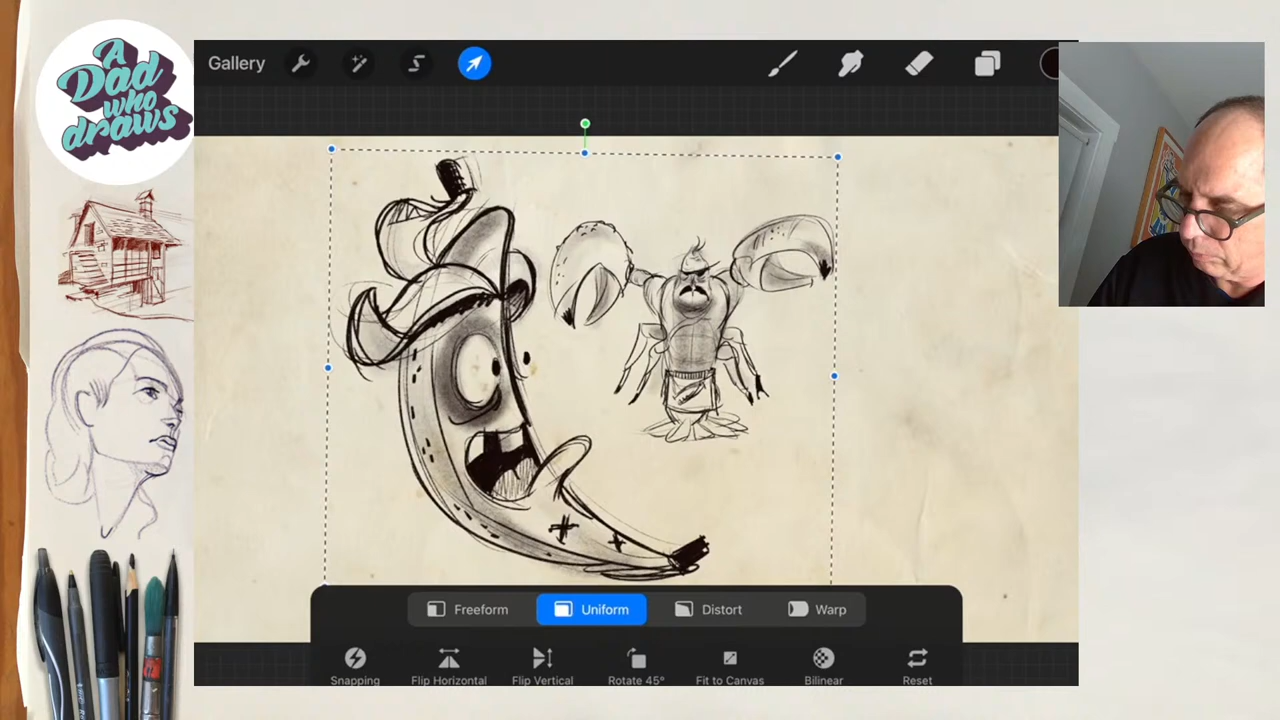 A
Dad
who
draws
Gallery
Freeform
Uniform
Distort
Warp
Snapping
Flip Horizontal
Flip Vertical
Rotate 45°
Fit to Canvas
Bilinear
Reset